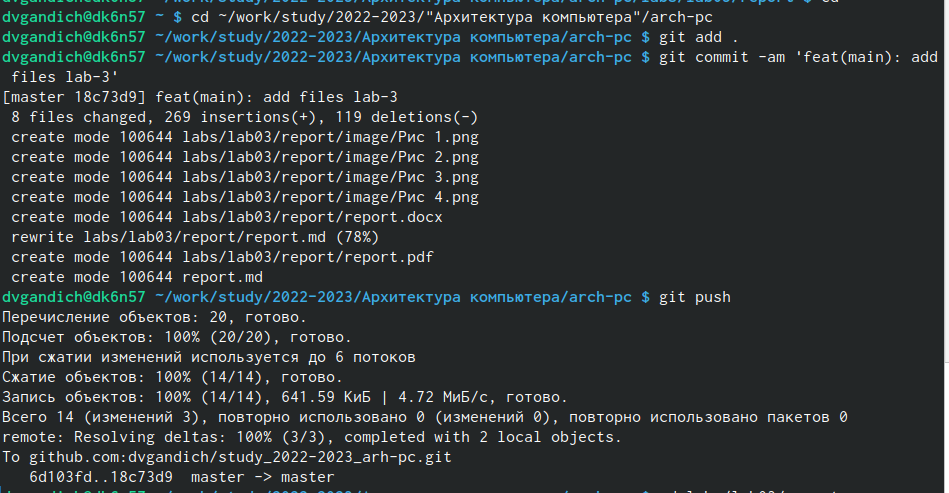 dvgandich@dk6n57 ~ $ cd ~/work/study/2022-2023/"Архитектура компьютера"/arch-pc
dvgandich@dk6n57 ~/work/study/2022-2023/Архитектура компьютера/arch-pc $ git add .
dvgandich@dk6n57 ~/work/study/2022-2023/Архитектура компьютера/arch-pc $ git commit -am 'feat(main): add
files lab-3'
[master 18c73d9] feat(main): add files lab-3
8 files changed, 269 insertions(+), 119 deletions(-)
create mode 100644 labs/lab03/report/image/Рис 1.png
create mode 100644 labs/lab03/report/image/Рис 2.png
create mode 100644 labs/lab03/report/image/Рис 3.png
create mode 100644 labs/lab03/report/image/Рис 4.png
create mode 100644 labs/lab03/report/report.docx
rewrite labs/lab03/report/report.md (78%)
create mode 100644 labs/lab03/report/report.pdf
create mode 100644 report.md
dvgandich@dk6n57 ~/work/study/2022-2023/Архитектура компьютера/arch-pc $ git push
Перечисление объектов: 20, готово.
Подсчет объектов: 100% (20/20), готово.
При сжатии изменений используется до 6 потоков
Сжатие объектов: 100% (14/14), готово.
Запись объектов: 100% (14/14), 641.59 КиБ | 4.72 МиБ/с, готово.
Всего 14 (изменений 3), повторно использовано 0 (изменений 0), повторно использовано пакетов 0
remote: Resolving deltas: 100% (3/3), completed with 2 local objects.
To github.com:dvgandich/study_2022-2023_arh-pc.git
6d103fd..18c73d9 master -> master